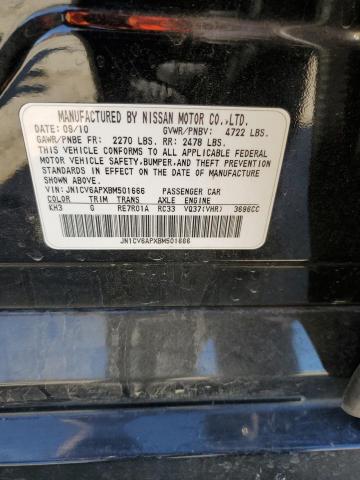 MANUFACTURED BY NISSAN MOTOR CO.,LTD.
DATE: 09/10 GVWR/PNBV: 4722 LBS.
GAWR/PNBE FR: 2270 LBS. RR: 2478 LBS.
THIS VEHICLE CONFORMS TO ALL APPLICABLE FEDERAL
MOTOR VEHICLE SAFETY,BUMPER,AND THEFT PREVENTION
STANDARDS IN EFFECT ON THE DATE OF MANUFACTURE
SHOWN ABOVE.
V.I.N: JN1CV6APXBM501666 PASSENGER CAR
COLOR TRIM TRANS AXLE ENGINE
KH3 G RE7R01A RC33 VQ37(VHR) 3696CC
JN1CV6APXBM501666